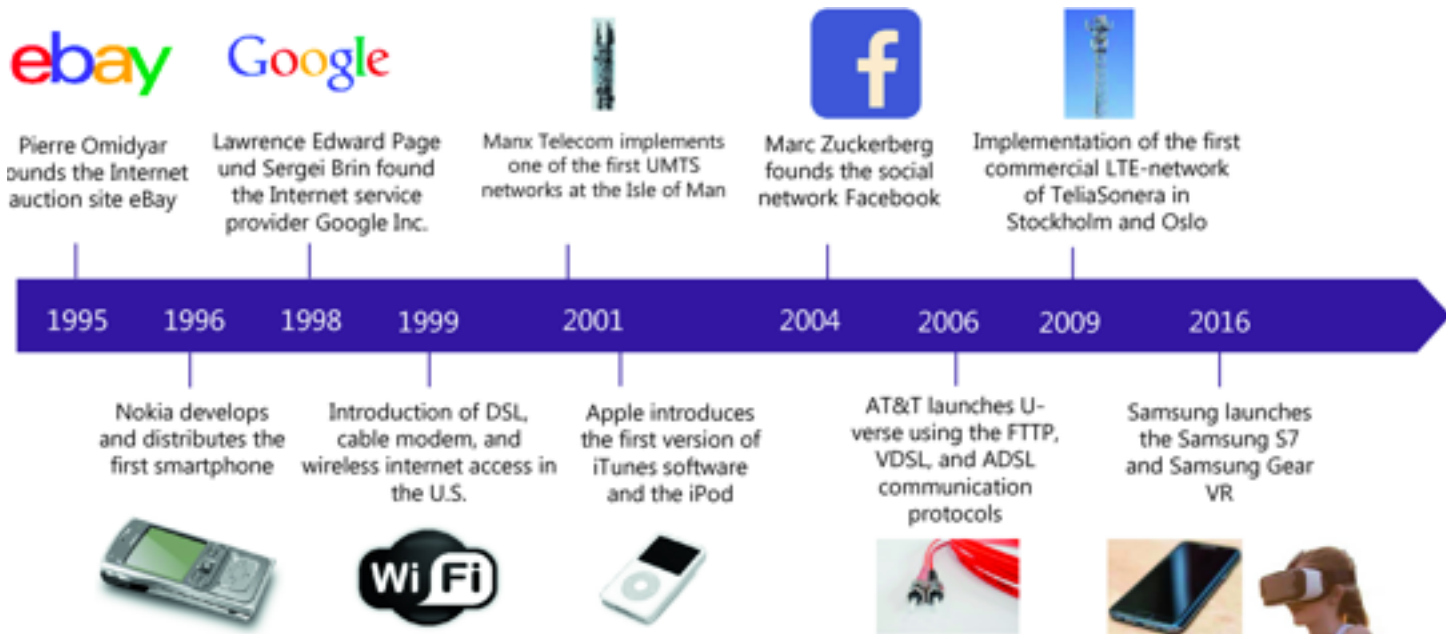 ebay
Google
f
Pierre Omidyar
ounds the Internet
auction site eBay
Lawrence Edward Page
und Sergei Brin found
the Internet service
provider Google Inc.
Manx Telecom implements
one of the first UMTS
networks at the Isle of Man
Marc Zuckerberg
founds the social
network Facebook
Implementation of the first
commercial LTE-network
of TeliaSonera in
Stockholm and Oslo
1995 1996 1998 1999 2001 2004 2006 2009 2016
Nokia develops
and distributes the
first smartphone
Introduction of DSL,
cable modem, and
wireless internet access in
the U.S.
Apple introduces
the first version of
iTunes software
and the iPod
AT&T launches U-
verse using the FTTP,
VDSL, and ADSL
communication
protocols
Samsung launches
the Samsung S7
and Samsung Gear
VR
Wi Fi